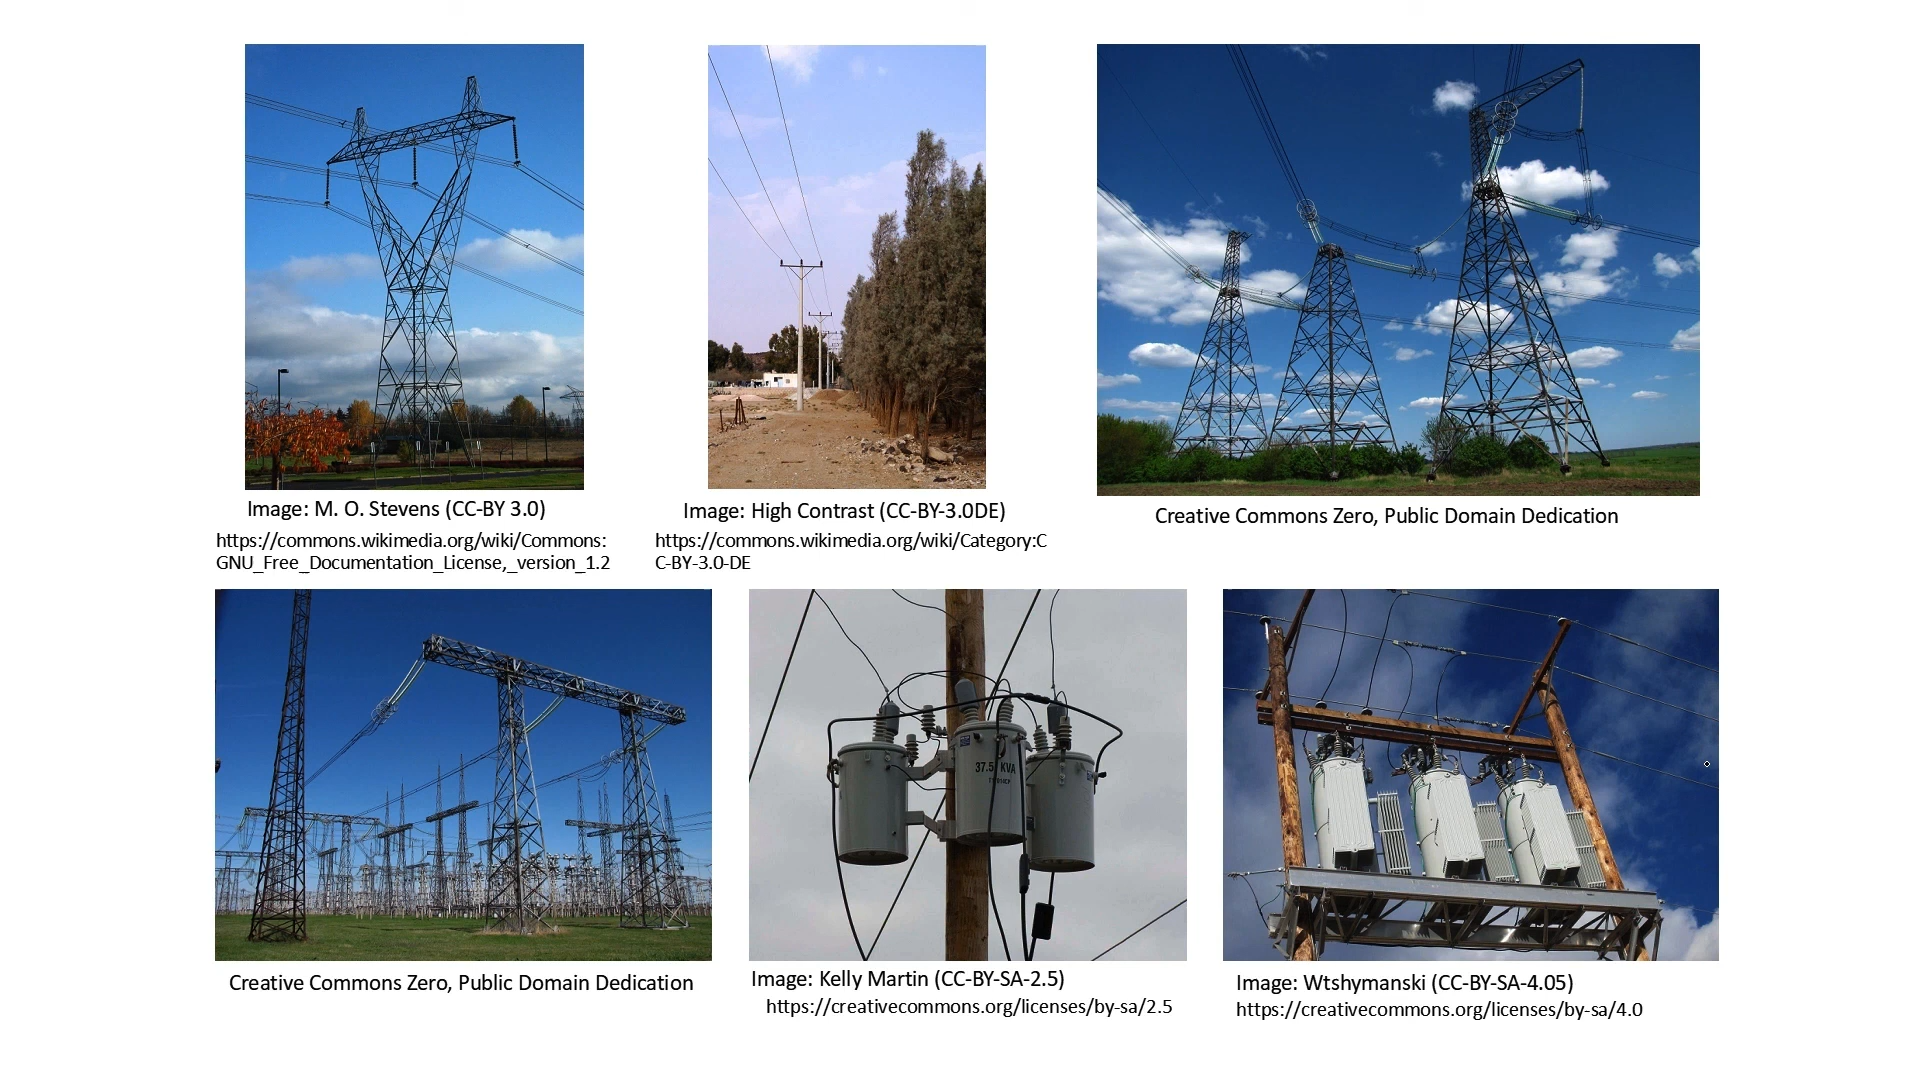 Image: M. O. Stevens (CC-BY 3.0)
https://commons.wikimedia.org/wiki/Commons:
GNU_Free_Documentation_License,_version_1.2
Image: High Contrast (CC-BY-3.0DE)
https://commons.wikimedia.org/wiki/Category:C
C-BY-3.0-DE
Creative Commons Zero, Public Domain Dedication
37.5 KVA
Creative Commons Zero, Public Domain Dedication
Image: Kelly Martin (CC-BY-SA-2.5)
https://creativecommons.org/licenses/by-sa/2.5
Image: Wtshymanski (CC-BY-SA-4.05)
https://creativecommons.org/licenses/by-sa/4.0